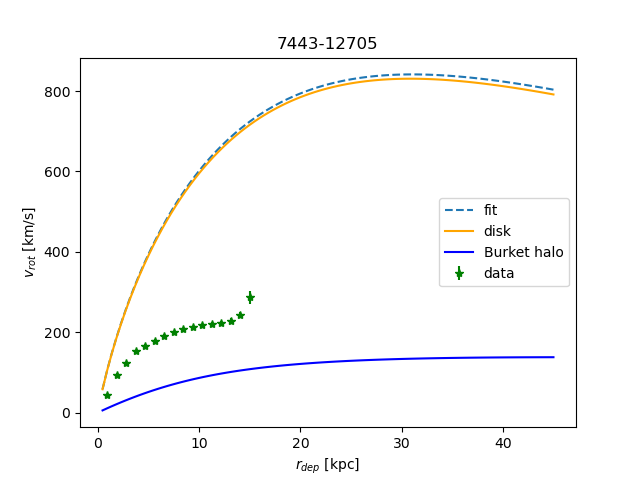 7443-12705
v_rot [km/s]
800
600
400
200
0
fit
disk
Burket halo
data
0 10 20 30 40
r_dep [kpc]